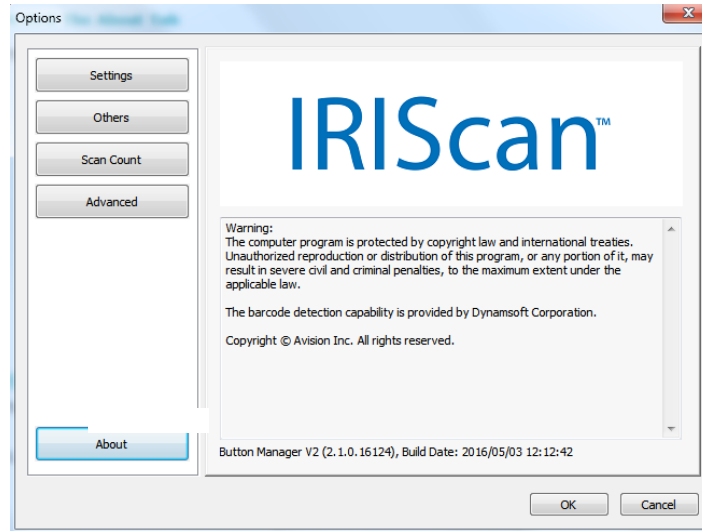 Options
Settings
Others
Scan Count
Advanced
About
IRIScan™
Warning:
The computer program is protected by copyright law and international treaties.
Unauthorized reproduction or distribution of this program, or any portion of it, may
result in severe civil and criminal penalties, to the maximum extent under the
applicable law.
The barcode detection capability is provided by Dynamsoft Corporation.
Copyright © Avision Inc. All rights reserved.
Button Manager V2 (2.1.0.16124), Build Date: 2016/05/03 12:12:42
OK
Cancel